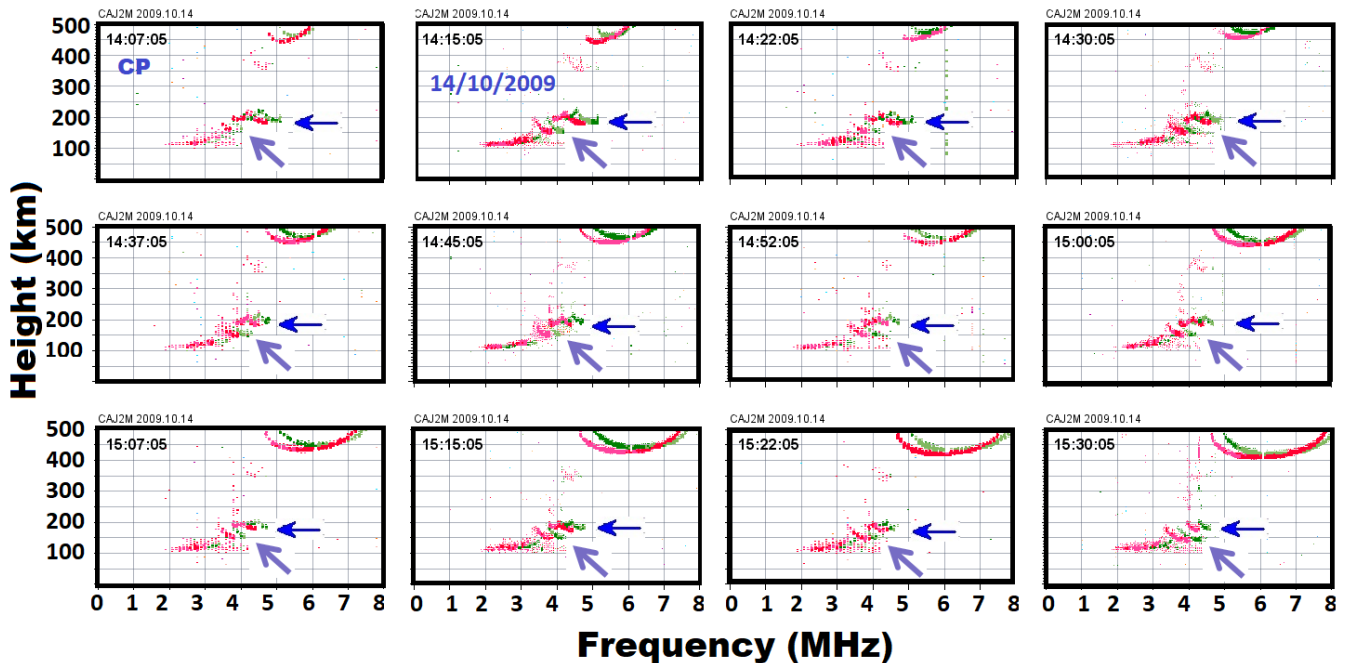 CAJ2M 2009.10.14 CAJ2M 2009.10.14 CAJ2M 2009.10.14 CAJ2M 2009.10.14
500 14:07:05 14:15:05 14:22:05 14:30:05
400 CP
300 14/10/2009
200
100
Height (km)
CAJ2M 2009.10.14 CAJ2M 2009.10.14 CAJ2M 2009.10.14 CAJ2M 2009.10.14
500 14:37:05 14:45:05 14:52:05 15:00:05
400
300
200
100
CAJ2M 2009.10.14 CAJ2M 2009.10.14 CAJ2M 2009.10.14 CAJ2M 2009.10.14
500 15:07:05 15:15:05 15:22:05 15:30:05
400
300
200
100
0 1 2 3 4 5 6 7 8 0 1 2 3 4 5 6 7 8 0 1 2 3 4 5 6 7 8 0 1 2 3 4 5 6 7 8
Frequency (MHz)